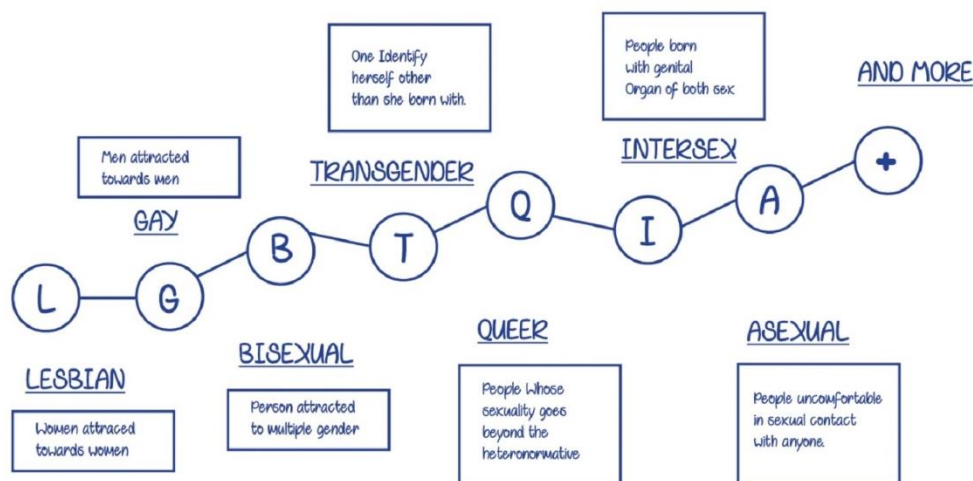 One Identify
herself other
than she born with.
People born
with genital
Organ of both sex
AND MORE
Men attracted
towards men
TRANSGENDER
INTERSEX
GAY
L
G
B
T
Q
I
A
+
LESBIAN
Women attraced
towards women
BISEXUAL
Person attracted
to multiple gender
QUEER
People Whose
sexuality goes
beyond the
heteronormative
ASEXUAL
People uncomfortable
in sexual contact
with anyone.